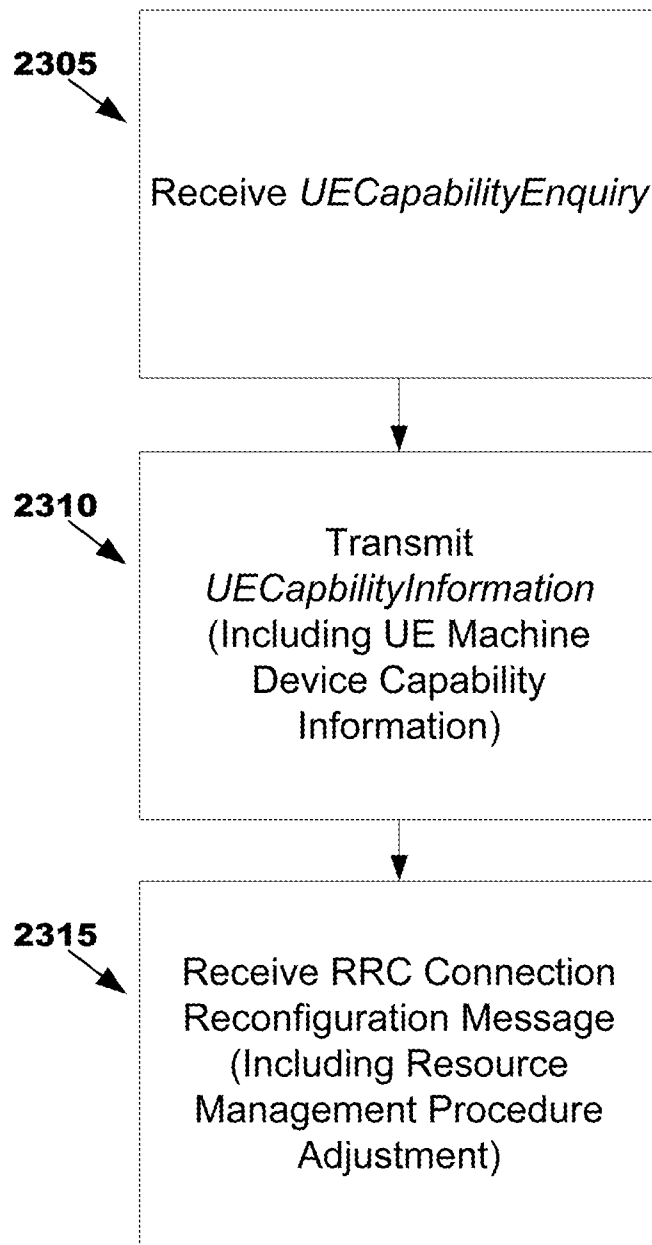 2305
Receive UECapabilityEnquiry
2310
Transmit
UECapbilityInformation
(Including UE Machine
Device Capability
Information)
2315
Receive RRC Connection
Reconfiguration Message
(Including Resource
Management Procedure
Adjustment)